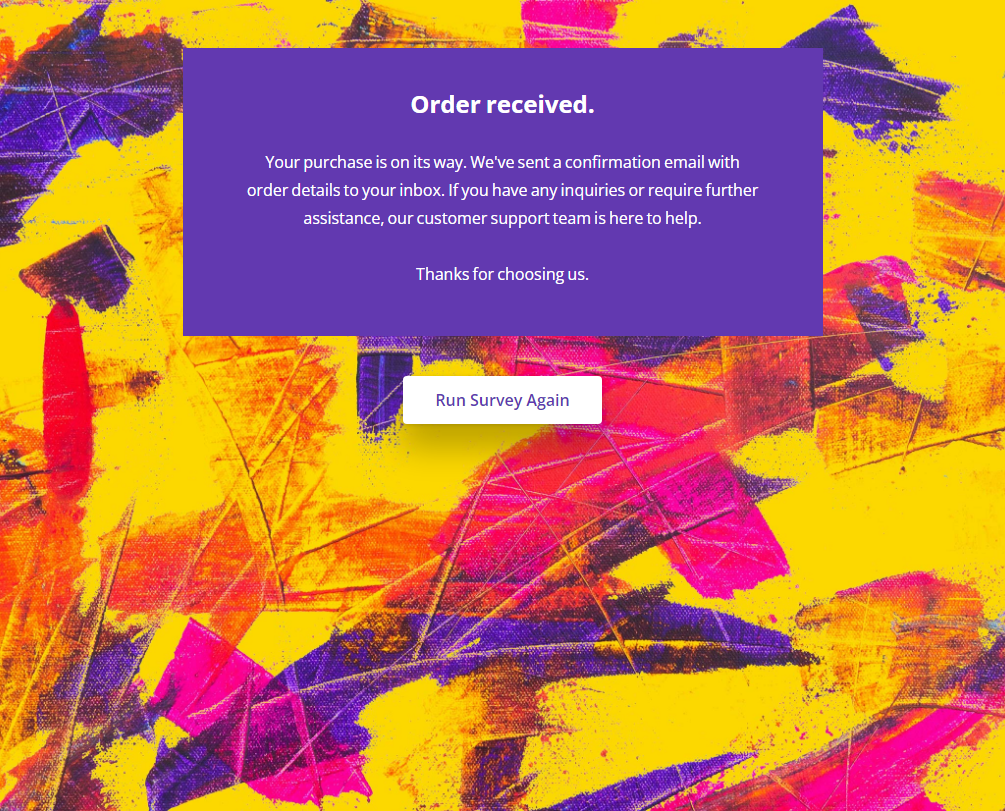 Order received.
Your purchase is on its way. We've sent a confirmation email with
order details to your inbox. If you have any inquiries or require further
assistance, our customer support team is here to help.
Thanks for choosing us.
Run Survey Again